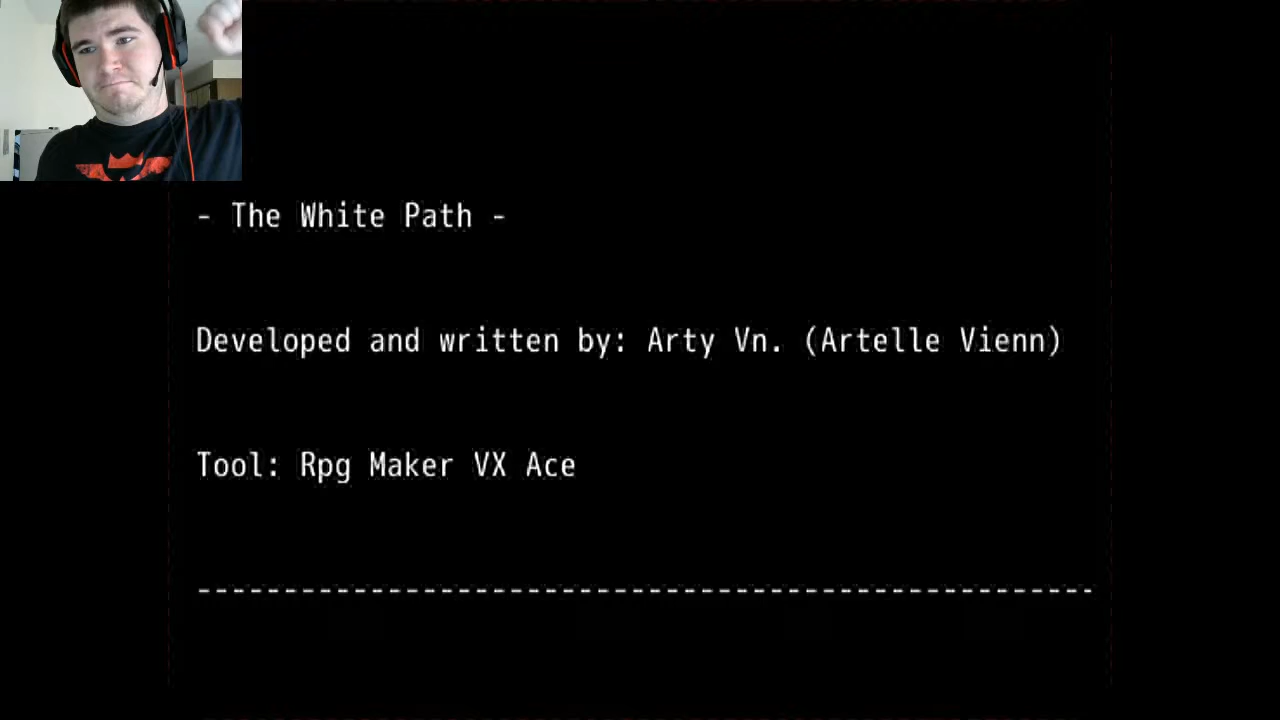 - The White Path -
Developed and written by: Arty Vn. (Artelle Vienn)
Tool: Rpg Maker VX Ace
----------------------------------------------------